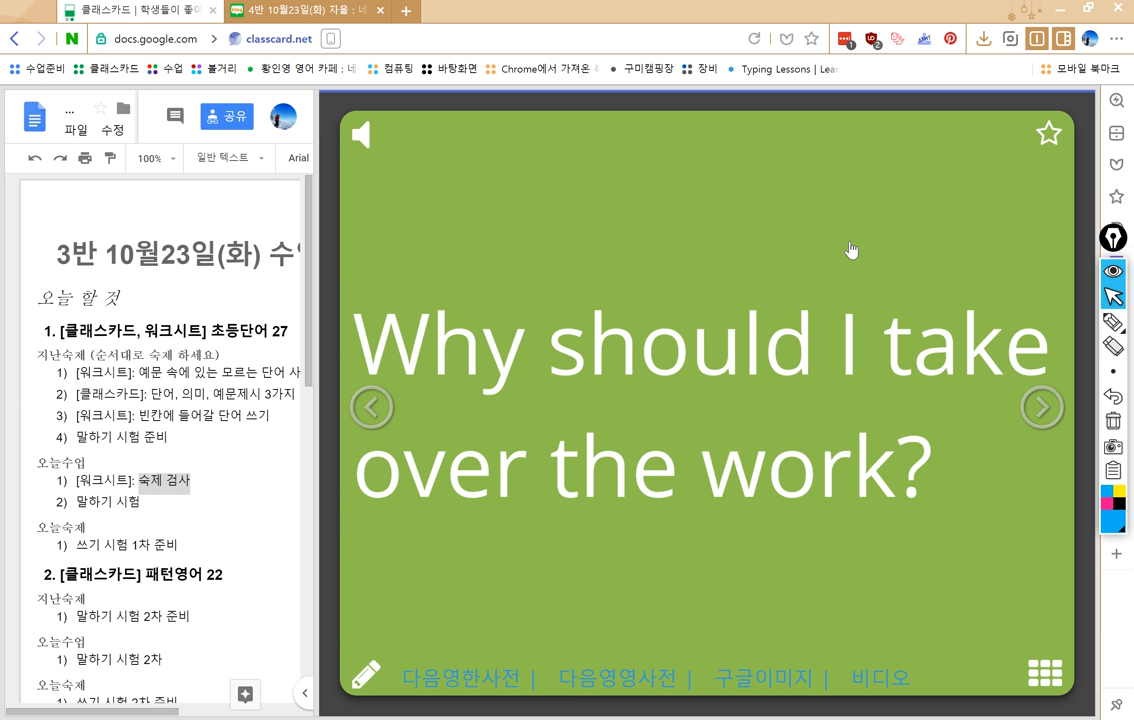 클래스카드 | 학생들이 좋아
4반 10월23일(화) 자율 : 네
docs.google.com
classcard.net
수업준비
클래스카드
수업
볼거리
황인영 영어 카페 : 네
컴퓨팅
바탕화면
Chrome에서 가져온
구미캠핑장
장비
Typing Lessons | Lear
모바일 북마크
...
공유
파일 수정
100%
일반 텍스트
Arial
3반 10월23일(화) 수
오늘 할 것
1. [클래스카드, 워크시트] 초등단어 27
지난숙제 (순서대로 숙제 하세요)
1) [워크시트]: 예문 속에 있는 모르는 단어 사
2) [클래스카드]: 단어, 의미, 예문제시 3가지
3) [워크시트]: 빈칸에 들어갈 단어 쓰기
4) 말하기 시험 준비
오늘수업
1) [워크시트]: 숙제 검사
2) 말하기 시험
오늘숙제
1) 쓰기 시험 1차 준비
2. [클래스카드] 패턴영어 22
지난숙제
1) 말하기 시험 2차 준비
오늘수업
1) 말하기 시험 2차
오늘숙제
1) 쓰기 시험 2차 준비
Why should I take
over the work?
다음영한사전 | 다음영영사전 | 구글이미지 | 비디오